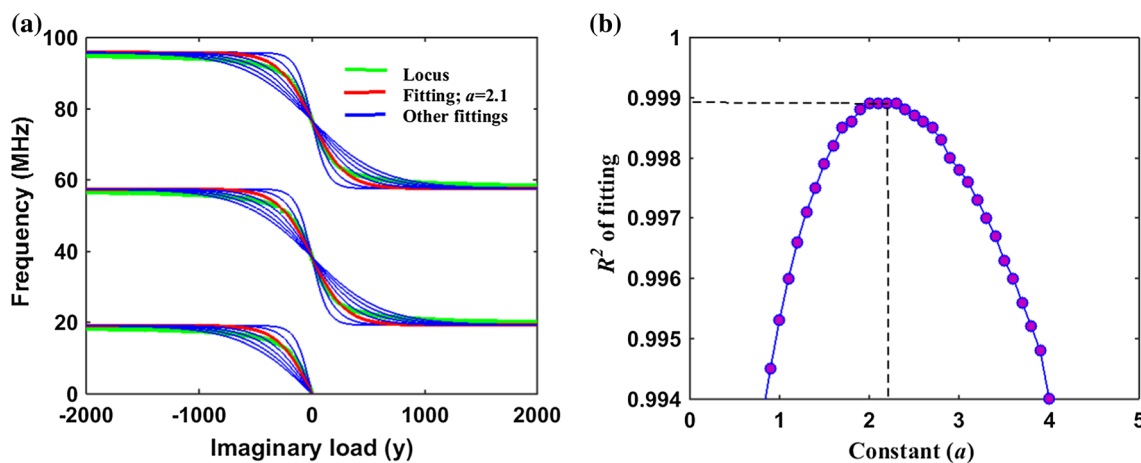 (a)
100
80
60
40
20
0
Frequency (MHz)
Locus
Fitting; a=2.1
Other fittings
-2000
-1000
0
1000
2000
Imaginary load (y)
(b)
1
0.999
0.998
0.997
0.996
0.995
0.994
R² of fitting
0
1
2
3
4
5
Constant (a)